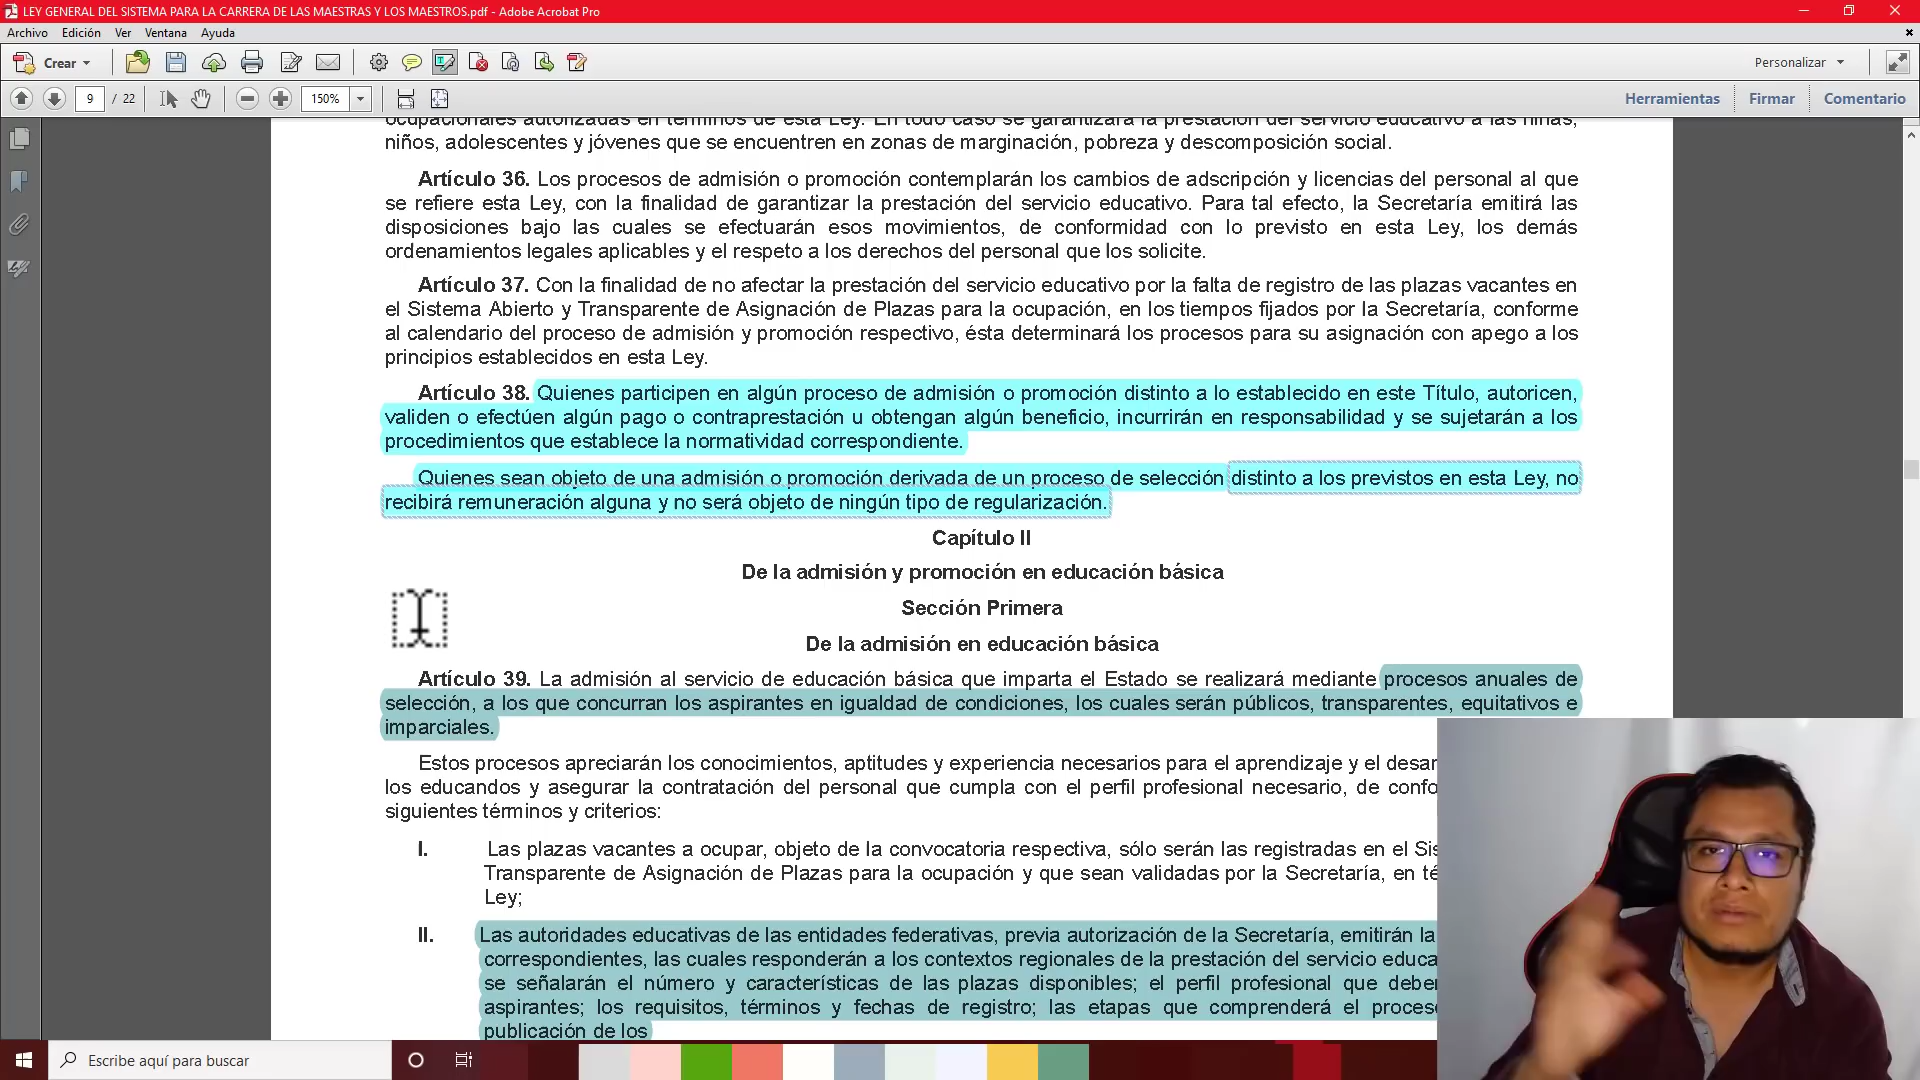 LEY GENERAL DEL SISTEMA PARA LA CARRERA DE LAS MAESTRAS Y LOS MAESTROS.pdf - Adobe Acrobat Pro
Archivo Edición Ver Ventana Ayuda
Crear
Personalizar
9 / 22
150%
Herramientas Firmar Comentario
ocupacionales autorizadas en términos de esta Ley. En todo caso se garantizará la prestación del servicio educativo a las niñas,
niños, adolescentes y jóvenes que se encuentren en zonas de marginación, pobreza y descomposición social.
Artículo 36. Los procesos de admisión o promoción contemplarán los cambios de adscripción y licencias del personal al que
se refiere esta Ley, con la finalidad de garantizar la prestación del servicio educativo. Para tal efecto, la Secretaría emitirá las
disposiciones bajo las cuales se efectuarán esos movimientos, de conformidad con lo previsto en esta Ley, los demás
ordenamientos legales aplicables y el respeto a los derechos del personal que los solicite.
Artículo 37. Con la finalidad de no afectar la prestación del servicio educativo por la falta de registro de las plazas vacantes en
el Sistema Abierto y Transparente de Asignación de Plazas para la ocupación, en los tiempos fijados por la Secretaría, conforme
al calendario del proceso de admisión y promoción respectivo, ésta determinará los procesos para su asignación con apego a los
principios establecidos en esta Ley.
Artículo 38. Quienes participen en algún proceso de admisión o promoción distinto a lo establecido en este Título, autoricen,
validen o efectúen algún pago o contraprestación u obtengan algún beneficio, incurrirán en responsabilidad y se sujetarán a los
procedimientos que establece la normatividad correspondiente.
Quienes sean objeto de una admisión o promoción derivada de un proceso de selección distinto a los previstos en esta Ley, no
recibirá remuneración alguna y no será objeto de ningún tipo de regularización.
Capítulo II
De la admisión y promoción en educación básica
Sección Primera
De la admisión en educación básica
Artículo 39. La admisión al servicio de educación básica que imparta el Estado se realizará mediante procesos anuales de
selección, a los que concurran los aspirantes en igualdad de condiciones, los cuales serán públicos, transparentes, equitativos e
imparciales.
Estos procesos apreciarán los conocimientos, aptitudes y experiencia necesarios para el aprendizaje y el desar
los educandos y asegurar la contratación del personal que cumpla con el perfil profesional necesario, de confo
siguientes términos y criterios:
I. Las plazas vacantes a ocupar, objeto de la convocatoria respectiva, sólo serán las registradas en el Sis
Transparente de Asignación de Plazas para la ocupación y que sean validadas por la Secretaría, en té
Ley;
II. Las autoridades educativas de las entidades federativas, previa autorización de la Secretaría, emitirán la
correspondientes, las cuales responderán a los contextos regionales de la prestación del servicio educa
se señalarán el número y características de las plazas disponibles; el perfil profesional que deber
aspirantes; los requisitos, términos y fechas de registro; las etapas que comprenderá el proces
publicación de los
Escribe aquí para buscar